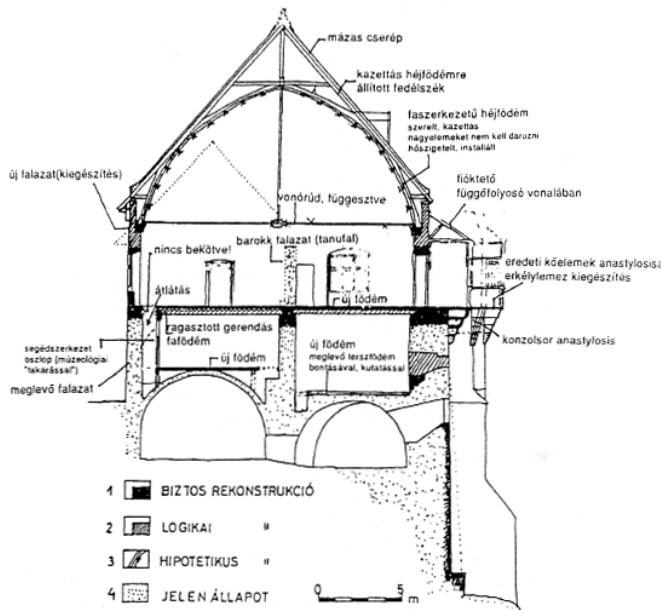 mázas cserép
kazettás héjfödémre
állított fedélszék
faszerkezetű héjfödém
szerelt, kazettás
nagyelemeket nem kell daruzni
hőszigetelt, installált
új falazat(kiegészítés)
fióktető
függőfolyosó vonalában
vonórúd, függesztve
barokk falazat (tanufal)
nincs bekötve!
eredeti kőelemek anastylosisa
erkélylemez kiegészítés
átlátás
új födém
ragasztott gerendás
fafödém
konzolsor anastylosis
segédszerkezet
oszlop (múzeológiai
"takarással")
új födém
új födém
meglevő terszfödém
bontásával, kutatással
meglévő falazat
1 BIZTOS REKONSTRUKCIÓ
2 LOGIKAI "
3 HIPOTETIKUS "
4 JELEN ÁLLAPOT
0 5
m